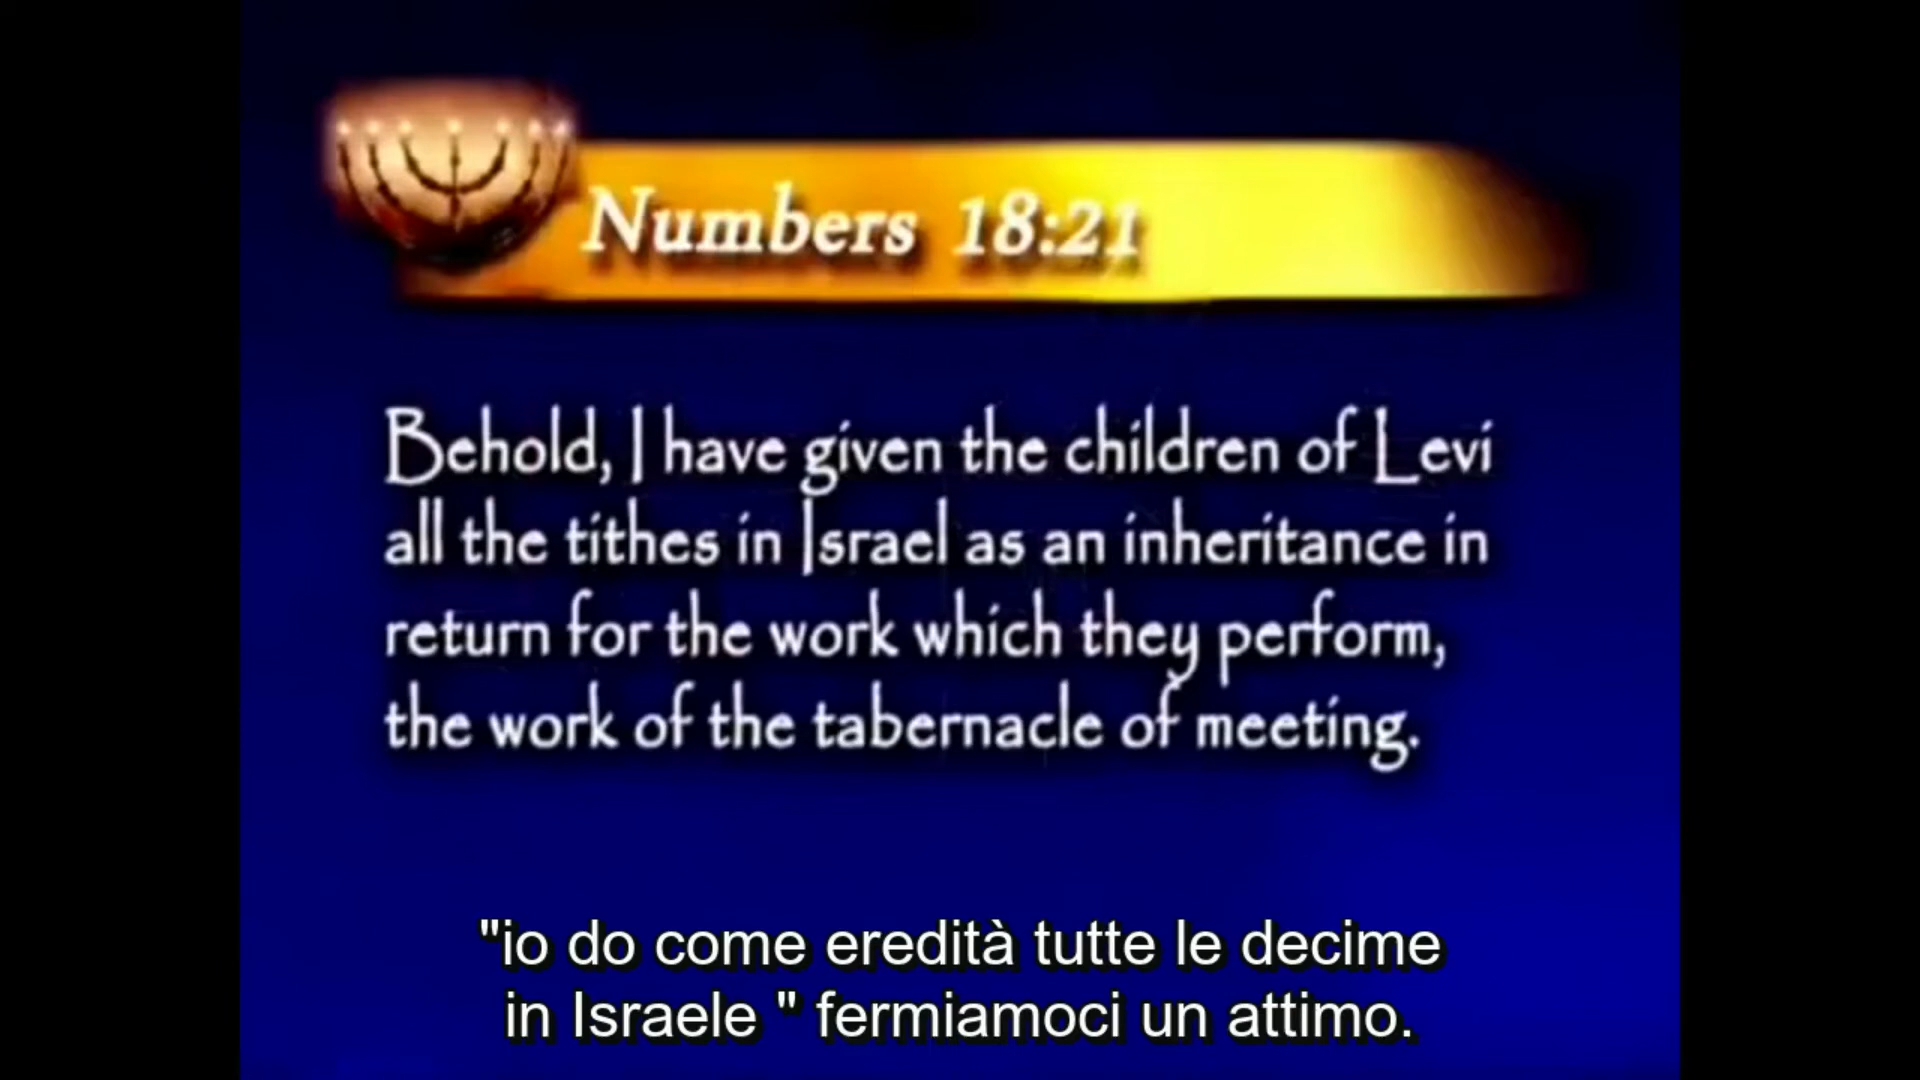 Numbers 18:21
Behold, I have given the children of Levi
all the tithes in Israel as an inheritance in
return for the work which they perform,
the work of the tabernacle of meeting.
"io do come eredità tutte le decime
in Israele " fermiamoci un attimo.